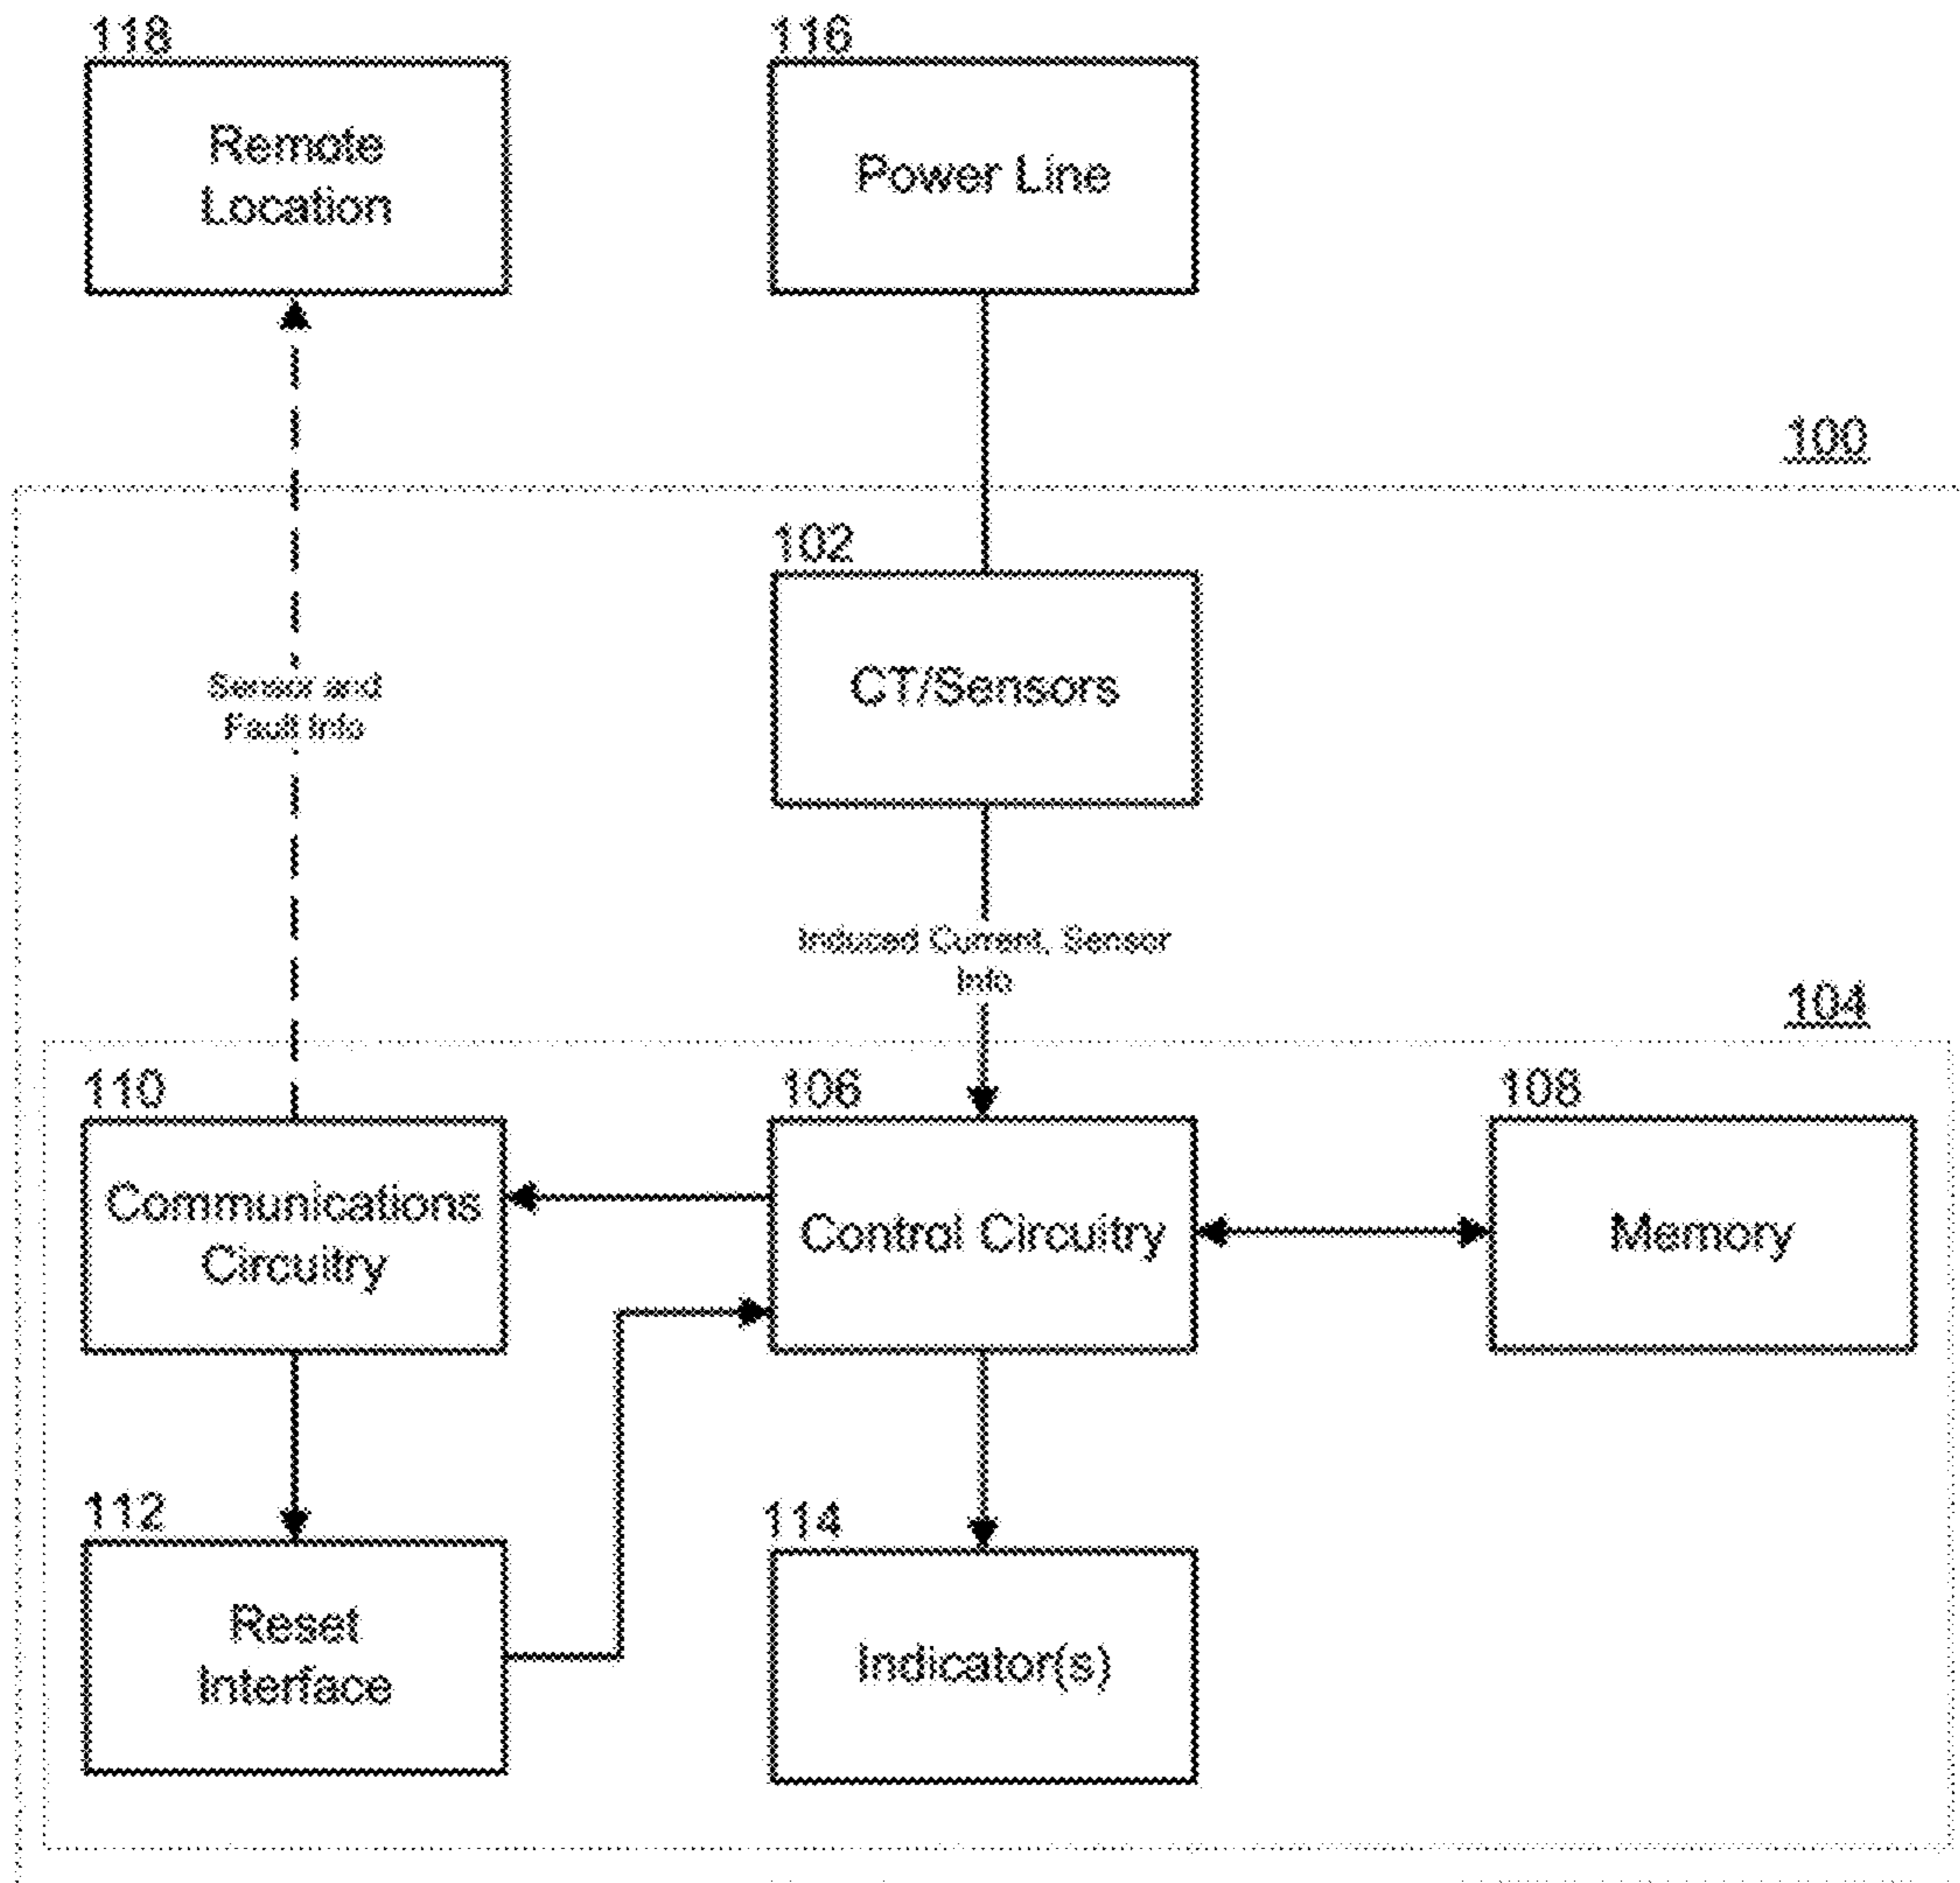 118
Remote
Location
116
Power Line
100
102
CT/Sensors
Sensor and
Fault Info
Induced Current, Sensor
Info
104
110
Communications
Circuitry
106
Control Circuitry
108
Memory
112
Reset
Interface
114
Indicator(s)